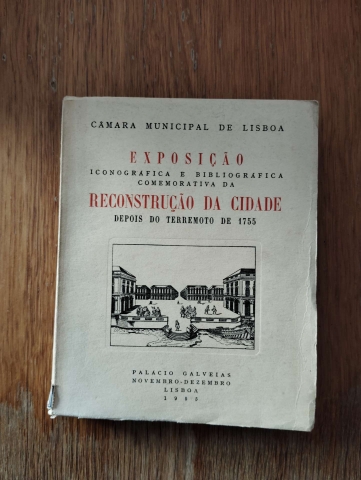 CÂMARA MUNICIPAL DE LISBOA
EXPOSIÇÃO
ICONOGRÁFICA E BIBLIOGRÁFICA
COMEMORATIVA DA
RECONSTRUÇÃO DA CIDADE
DEPOIS DO TERREMOTO DE 1755
PALÁCIO GALVEIAS
NOVEMBRO-DEZEMBRO
LISBOA
1955